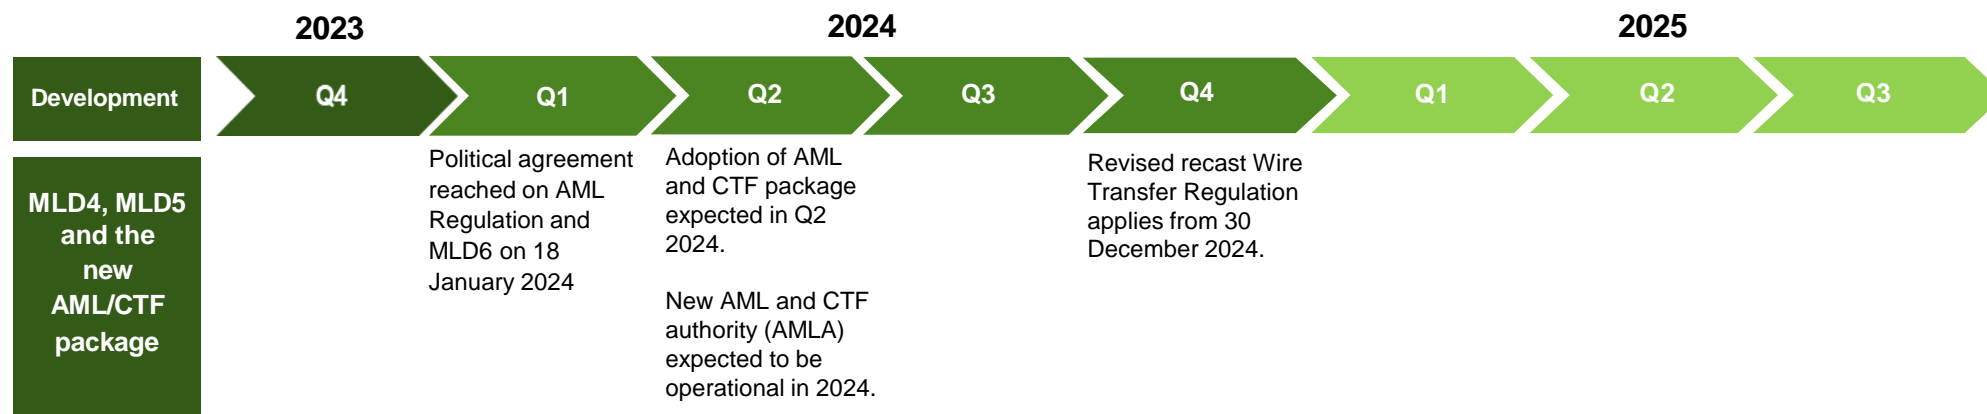 2023
2024
2025
Development
Q4
Q1
Q2
Q3
Q4
Q1
Q2
Q3
MLD4, MLD5
and the
new
AML/CTF
package
Political agreement
reached on AML
Regulation and
MLD6 on 18
January 2024
Adoption of AML
and CTF package
expected in Q2
2024.
New AML and CTF
authority (AMLA)
expected to be
operational in 2024.
Revised recast Wire
Transfer Regulation
applies from 30
December 2024.